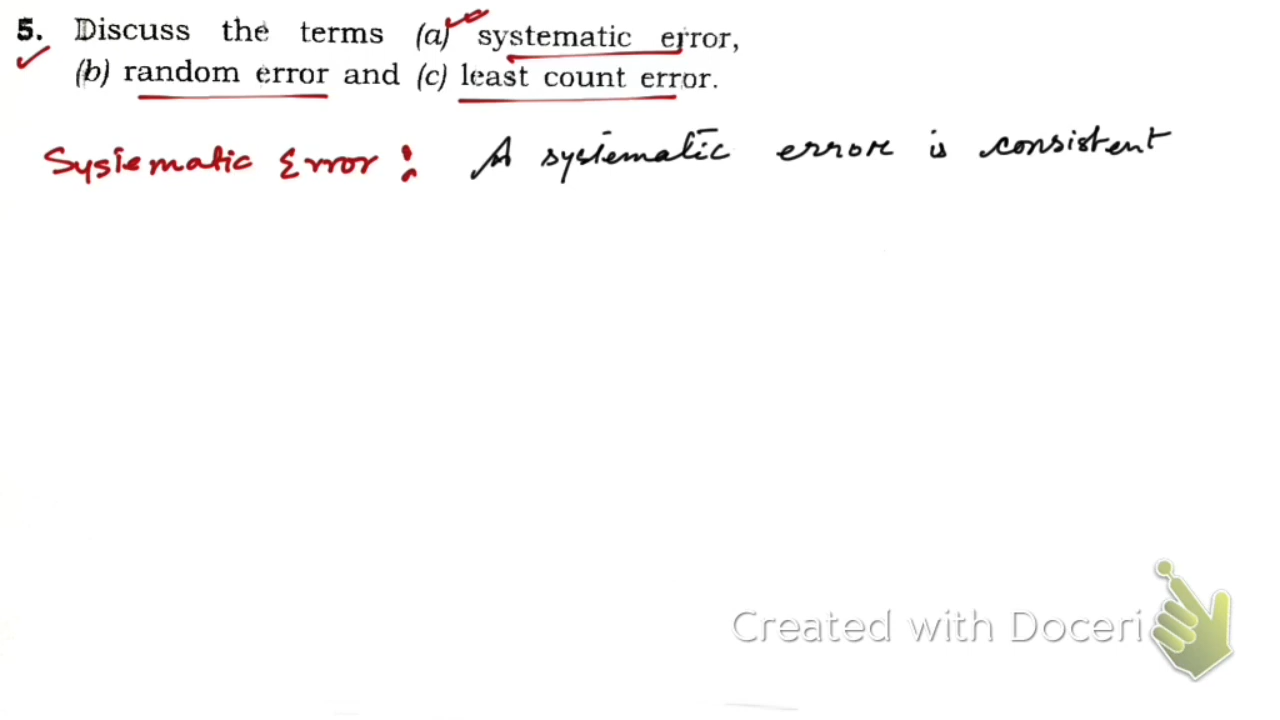 5. Discuss the terms (a) systematic error,
(b) random error and (c) least count error.
Systematic Error : A systematic error is consistent
Created with Doceri